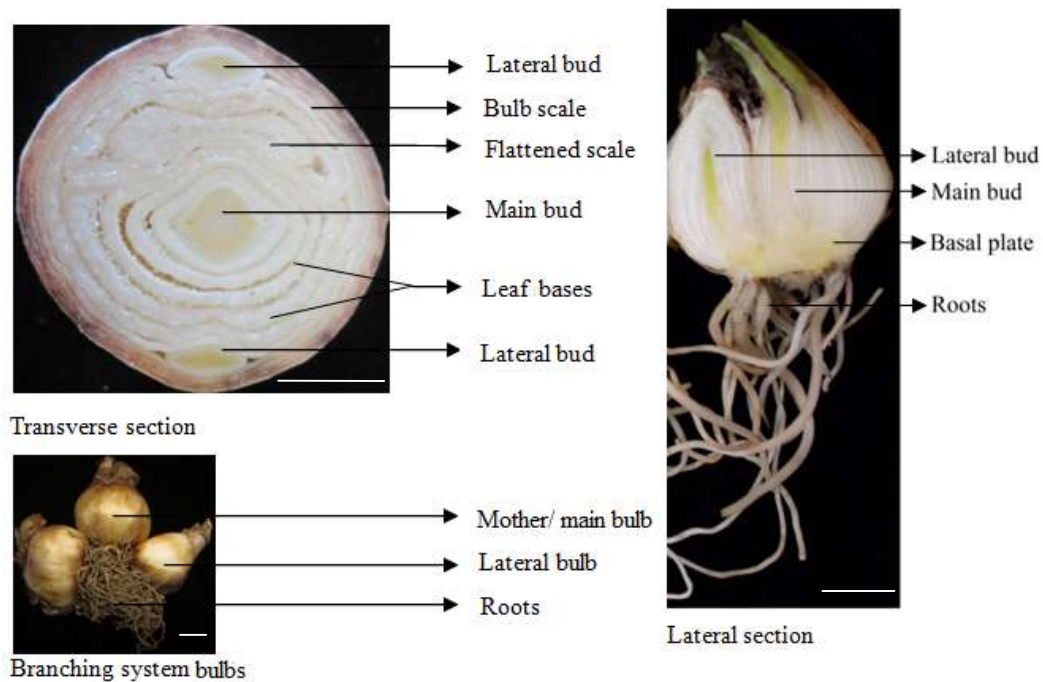 Lateral bud
Bulb scale
Flattened scale
Main bud
Leaf bases
Lateral bud
Transverse section
Mother/ main bulb
Lateral bulb
Roots
Branching system bulbs
Lateral bud
Main bud
Basal plate
Roots
Lateral section